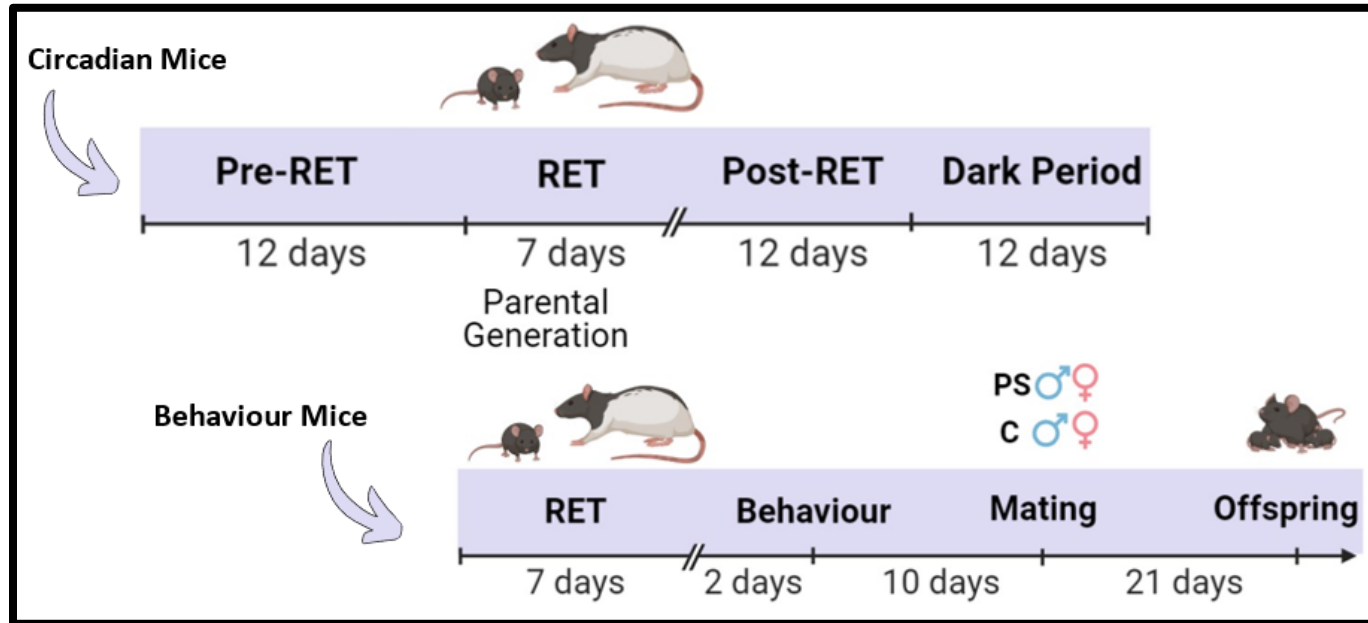 Circadian Mice
Pre-RET RET Post-RET Dark Period
12 days 7 days 12 days 12 days
Parental
Generation
PS♂♀
Behaviour Mice
C ♂♀
RET Behaviour Mating Offspring
7 days 2 days 10 days 21 days